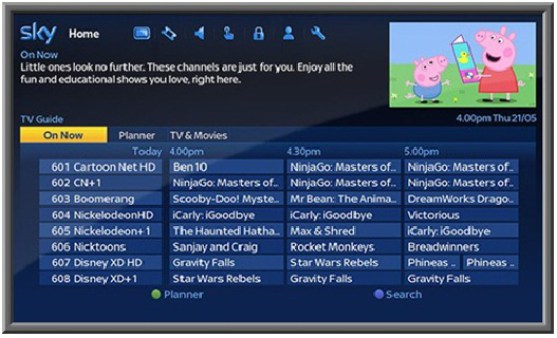 sky Home
On Now
Little ones look no further. These channels are just for you. Enjoy all the
fun and educational shows you love, right here.
TV Guide
4.00pm Thu 21/05
On Now Planner TV & Movies
Today 4.00pm 4.30pm 5.00pm
601 Cartoon Net HD Ben 10 NinjaGo: Masters of... NinjaGo: Masters of...
602 CN+1 NinjaGo: Masters of... NinjaGo: Masters of... NinjaGo: Masters of...
603 Boomerang Scooby-Doo! Myste... Mr Bean: The Anima... DreamWorks Drago...
604 NickelodeonHD iCarly: iGoodbye iCarly: iGoodbye Victorious
605 Nickelodeon+1 The Haunted Hatha... Max & Shred iCarly: iGoodbye
606 Nicktoons Sanjay and Craig Rocket Monkeys Breadwinners
607 Disney XD HD Gravity Falls Star Wars Rebels Phineas ... Phineas ...
608 Disney XD+1 Star Wars Rebels Gravity Falls Gravity Falls
Planner Search